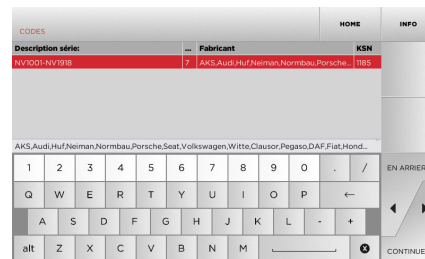 CODES
HOME
INFO
Description série: ... Fabricant KSN
NV1001-NV1918 7 AKS,Audi,Huf,Neiman,Normbau,Porsche... 1185
AKS,Audi,Huf,Neiman,Normbau,Porsche,Seat,Volkswagen,Witte,Clausor,Pegaso,DAF,Fiat,Hond...
1 2 3 4 5 6 7 8 9 0 . /
EN ARRIER
Q W E R T Y U I O P ←
A S D F G H J K L - +
alt Z X C V B N M
CONTINUE